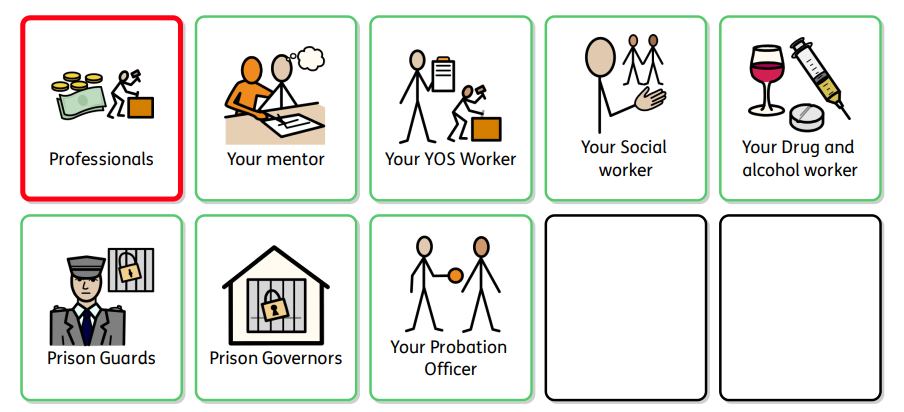 Professionals
Your mentor
Your YOS Worker
Your Social
worker
Your Drug and
alcohol worker
Prison Guards
Prison Governors
Your Probation
Officer